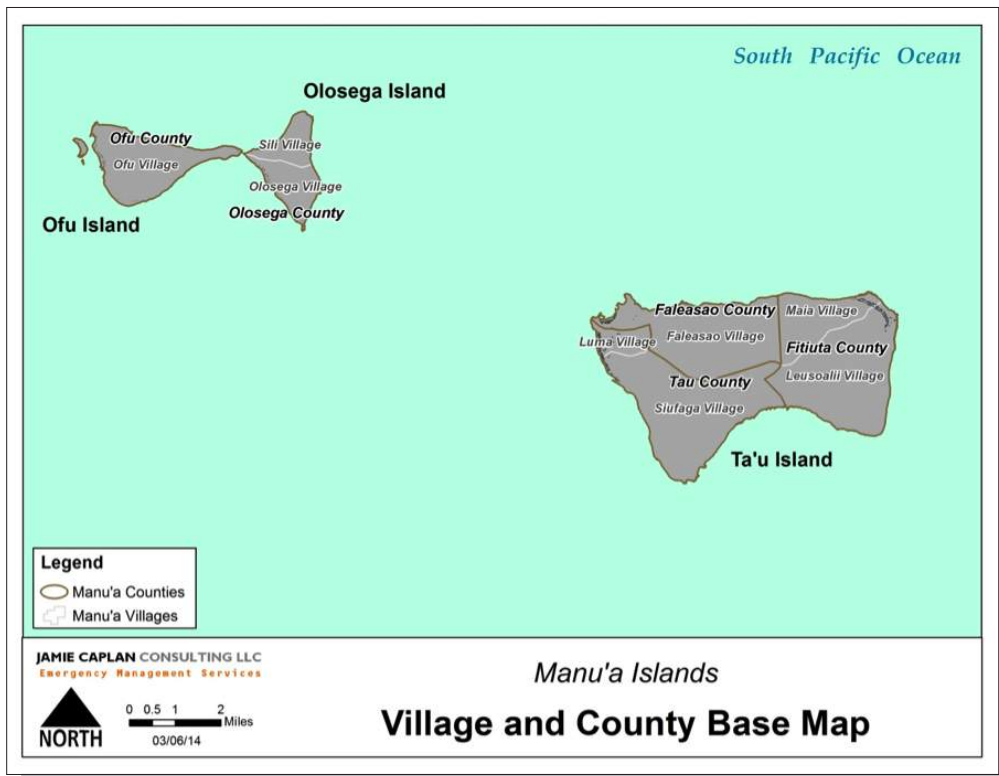 South Pacific Ocean
Olosega Island
Ofu County
Sili Village
Ofu Village
Olosega Village
Olosega County
Ofu Island
Faleasao County
Maia Village
Faleasao Village
Luma Village
Fitiuta County
Leusoalii Village
Tau County
Siufaga Village
Ta'u Island
Legend
Manu'a Counties
Manu'a Villages
JAMIE CAPLAN CONSULTING LLC
Emergency Management Services
Manu'a Islands
0 0.5 1 2
Miles
Village and County Base Map
NORTH
03/06/14